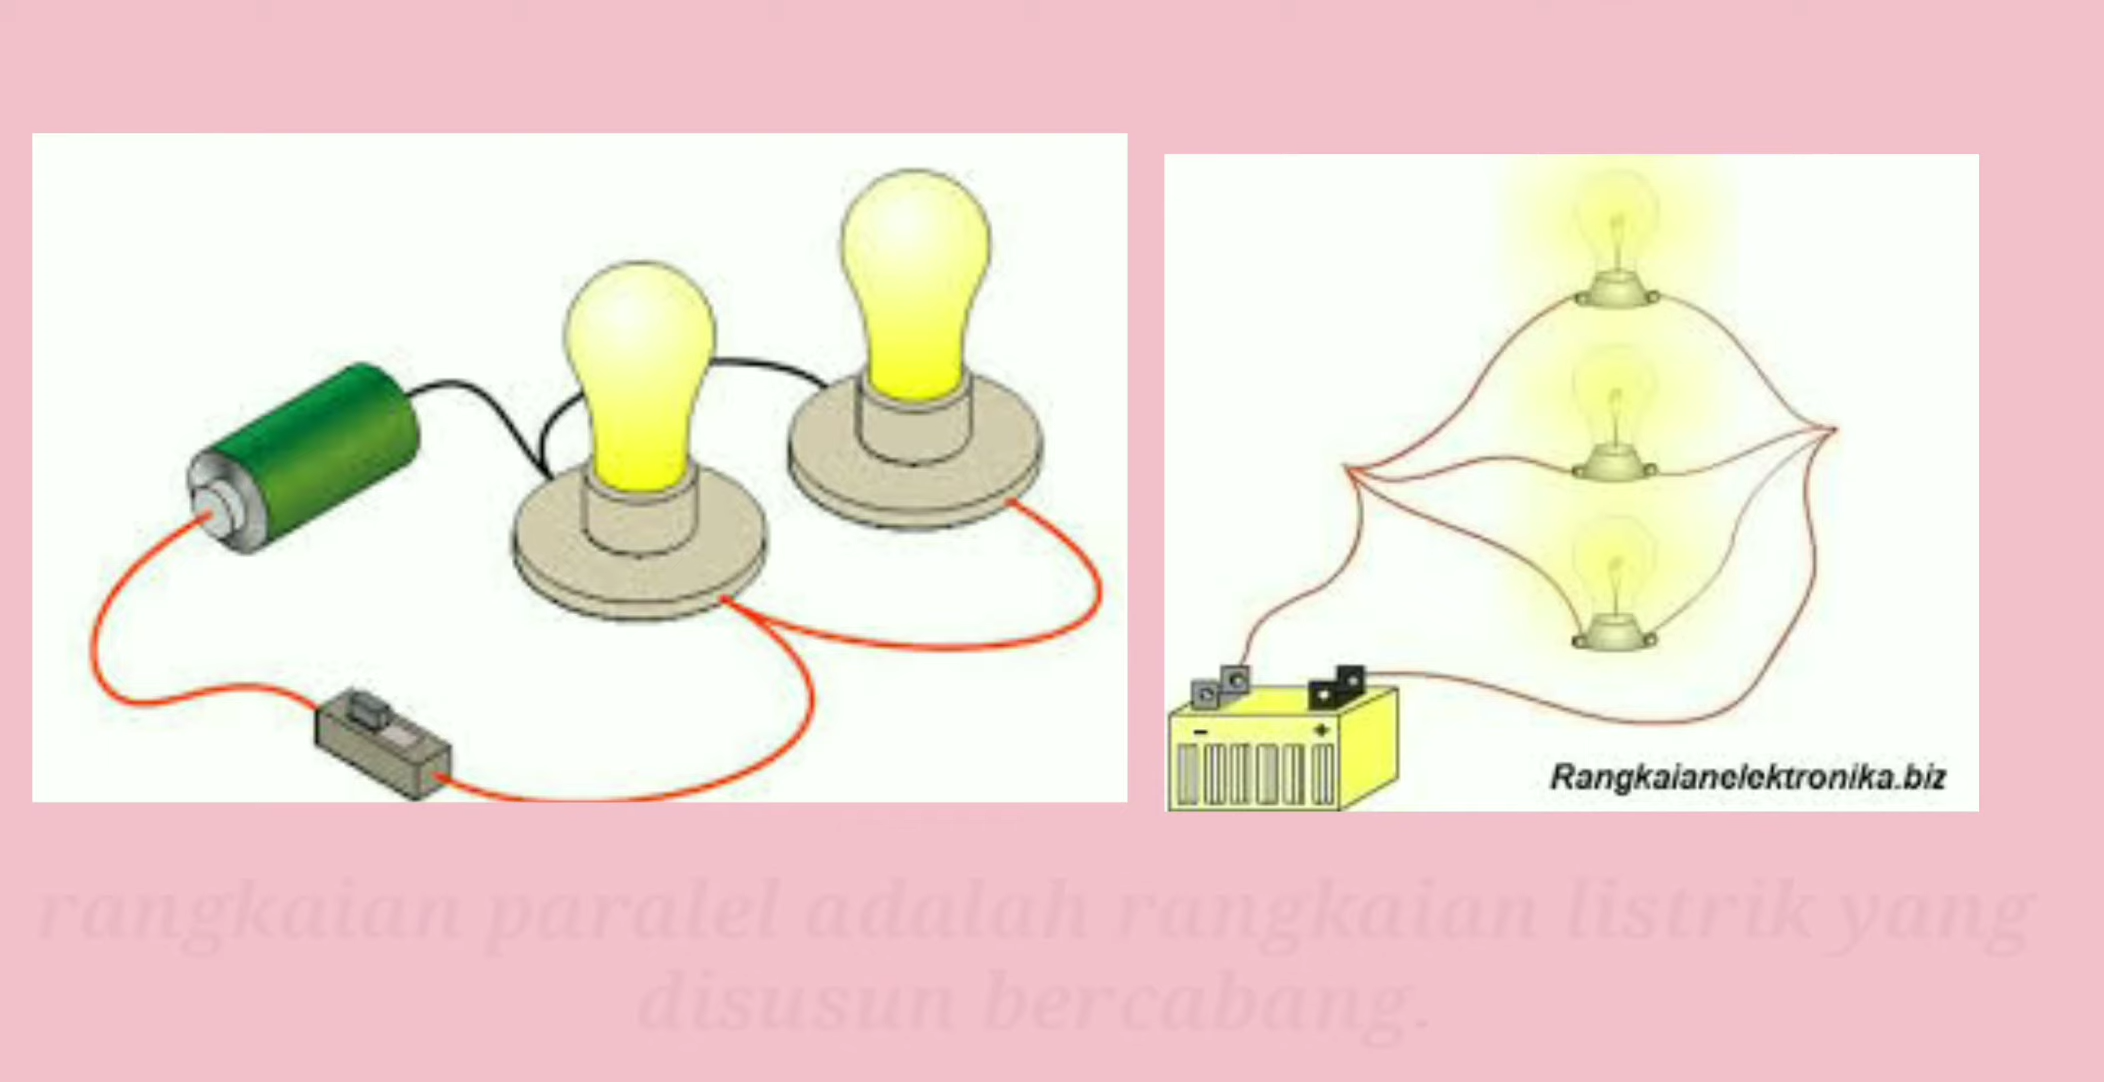 - +
Rangkaianelektronika.biz
rangkaian paralel adalah rangkaian listrik yang
disusun bercabang.